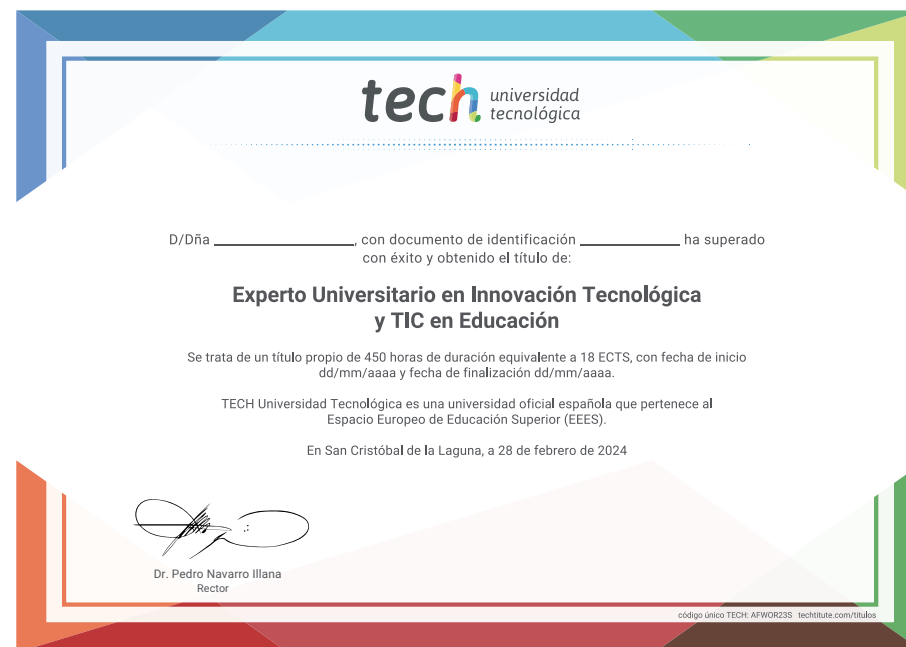 tech universidad
tecnológica
D/Dña ________________, con documento de identificación ____________ ha superado
con éxito y obtenido el título de:
Experto Universitario en Innovación Tecnológica
y TIC en Educación
Se trata de un título propio de 450 horas de duración equivalente a 18 ECTS, con fecha de inicio
dd/mm/aaaa y fecha de finalización dd/mm/aaaa.
TECH Universidad Tecnológica es una universidad oficial española que pertenece al
Espacio Europeo de Educación Superior (EEES).
En San Cristóbal de la Laguna, a 28 de febrero de 2024
Dr. Pedro Navarro Illana
Rector
código único TECH: AFWOR23S techtitute.com/titulos